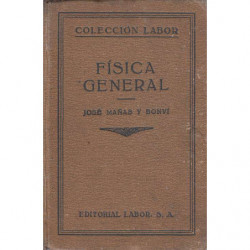 COLECCIÓN LABOR
FÍSICA
GENERAL
JOSÉ MAÑAS Y BONVÍ
EDITORIAL LABOR, S. A.